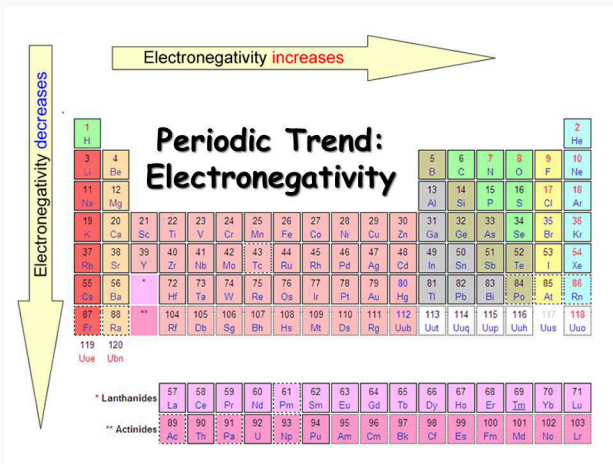 Electronegativity increases
Electronegativity decreases
Periodic Trend:
Electronegativity
1 2
H He
3 4 5 6 7 8 9 10
Li Be B C N O F Ne
11 12 13 14 15 16 17 18
Na Mg Al Si P S Cl Ar
19 20 21 22 23 24 25 26 27 28 29 30 31 32 33 34 35 36
K Ca Sc Ti V Cr Mn Fe Co Ni Cu Zn Ga Ge As Se Br Kr
37 38 39 40 41 42 43 44 45 46 47 48 49 50 51 52 53 54
Rb Sr Y Zr Nb Mo Tc Ru Rh Pd Ag Cd In Sn Sb Te I Xe
55 56 * 72 73 74 75 76 77 78 79 80 81 82 83 84 85 86
Cs Ba Hf Ta W Re Os Ir Pt Au Hg Tl Pb Bi Po At Rn
87 88 ** 104 105 106 107 108 109 110 111 112 113 114 115 116 117 118
Fr Ra Rf Db Sg Bh Hs Mt Ds Rg Uub Uut Uuq Uup Uuh Uus Uuo
119 120
Uue Ubn
* Lanthanides 57 58 59 60 61 62 63 64 65 66 67 68 69 70 71
La Ce Pr Nd Pm Sm Eu Gd Tb Dy Ho Er Tm Yb Lu
** Actinides 89 90 91 92 93 94 95 96 97 98 99 100 101 102 103
Ac Th Pa U Np Pu Am Cm Bk Cf Es Fm Md No Lr